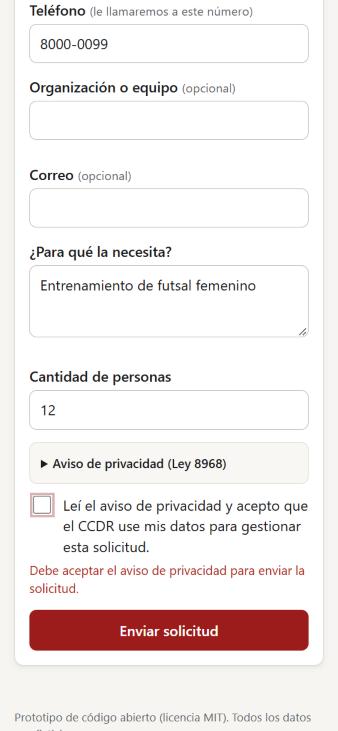 Teléfono (le llamaremos a este número)
8000-0099
Organización o equipo (opcional)
Correo (opcional)
¿Para qué la necesita?
Entrenamiento de futsal femenino
Cantidad de personas
12
▶ Aviso de privacidad (Ley 8968)
Leí el aviso de privacidad y acepto que
el CCDR use mis datos para gestionar
esta solicitud.
Debe aceptar el aviso de privacidad para enviar la
solicitud.
Enviar solicitud
Prototipo de código abierto (licencia MIT). Todos los datos